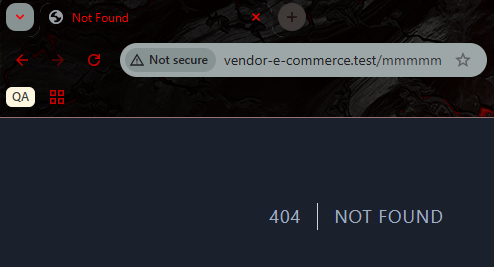 Not Found
Not secure vendor-e-commerce.test/mmmmm
QA
404 NOT FOUND